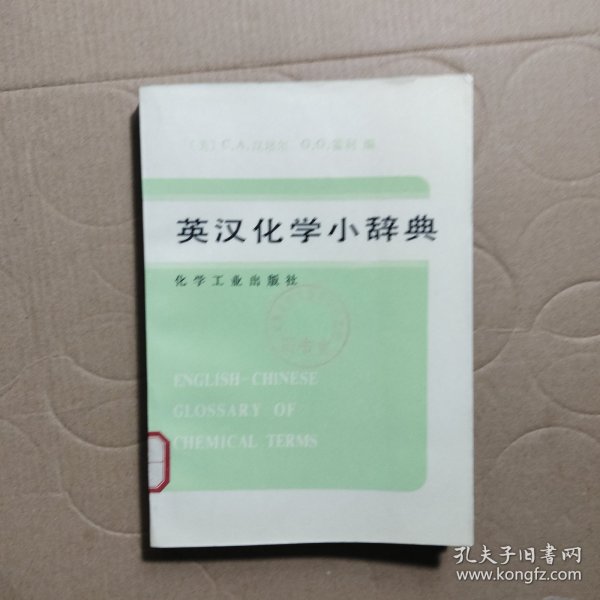 C.A. G.G. 编
英汉化学小辞典
化学工业出版社
ENGLISH-CHINESE
GLOSSARY OF
CHEMICAL TERMS
孔夫子旧书网
www.kongfz.com